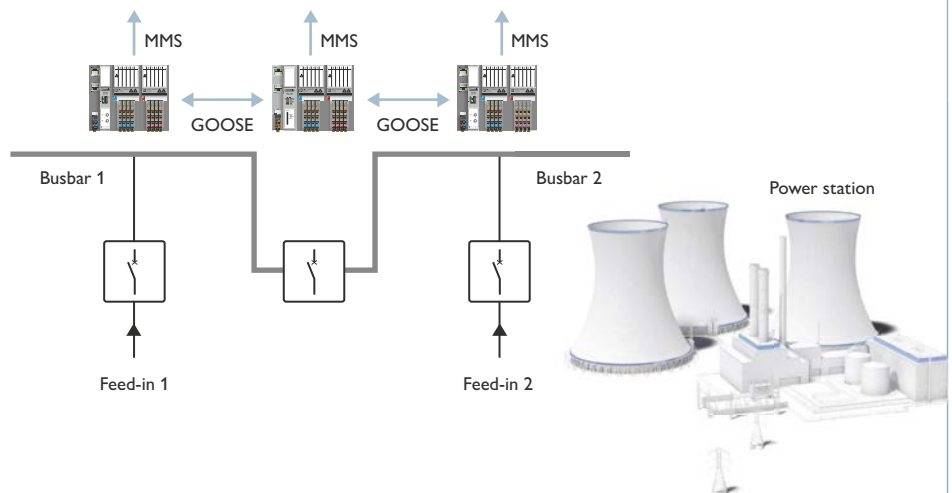 MMS
MMS
MMS
GOOSE
GOOSE
Busbar 1
Busbar 2
Power station
Feed-in 1
Feed-in 2